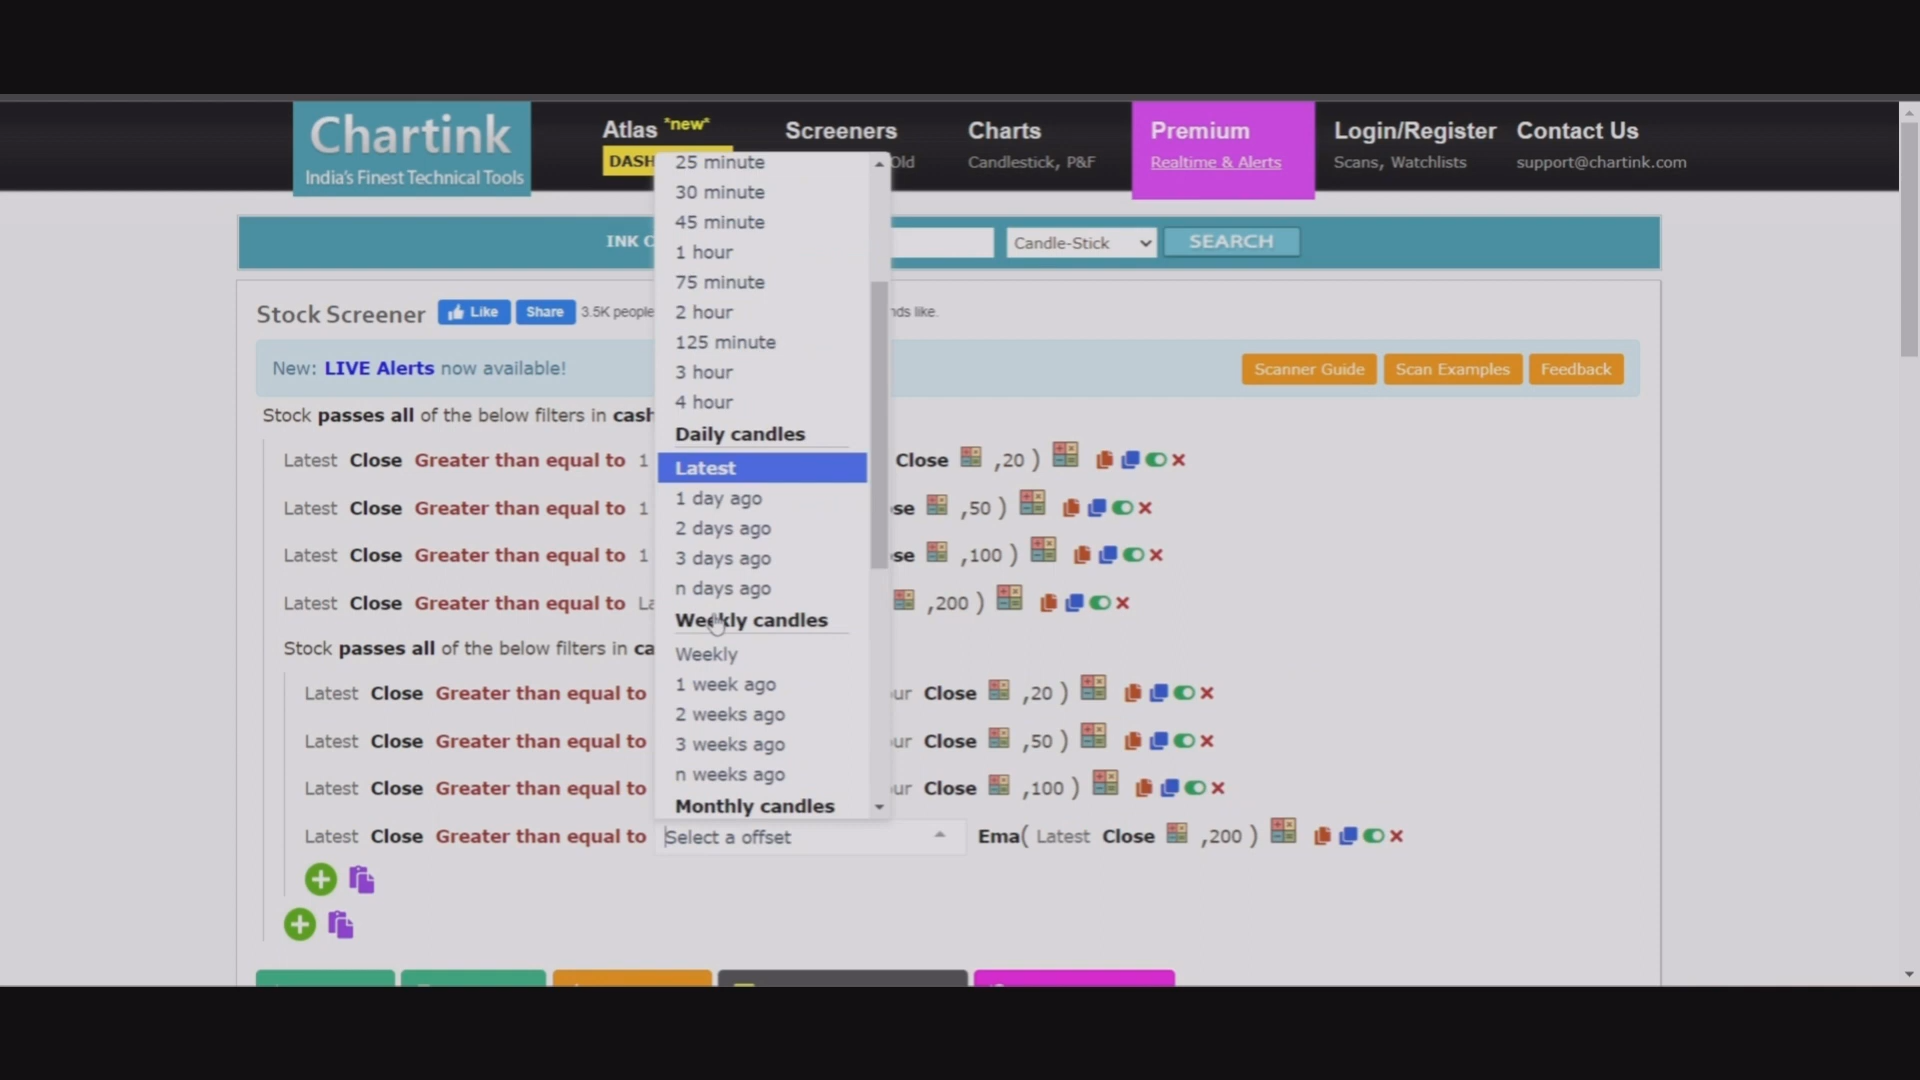 Chartink
India's Finest Technical Tools
Atlas *new*
DASH
Screeners
Old
Charts
Candlestick, P&F
Premium
Realtime & Alerts
Login/Register
Scans, Watchlists
Contact Us
support@chartink.com
INK
Candle-Stick
SEARCH
Stock Screener Like Share 3.5K people
nds like.
New: LIVE Alerts now available!
Scanner Guide Scan Examples Feedback
Stock passes all of the below filters in cash
Latest Close Greater than equal to 1 Close ,20 )
Latest Close Greater than equal to 1 ,50 )
Latest Close Greater than equal to 1 ,100 )
Latest Close Greater than equal to ,200 )
Stock passes all of the below filters in
Latest Close Greater than equal to Close ,20 )
Latest Close Greater than equal to Close ,50 )
Latest Close Greater than equal to Close ,100 )
Latest Close Greater than equal to Select a offset Ema( Latest Close ,200 )
25 minute
30 minute
45 minute
1 hour
75 minute
2 hour
125 minute
3 hour
4 hour
Daily candles
Latest
1 day ago
2 days ago
3 days ago
n days ago
Weekly candles
Weekly
1 week ago
2 weeks ago
3 weeks ago
n weeks ago
Monthly candles